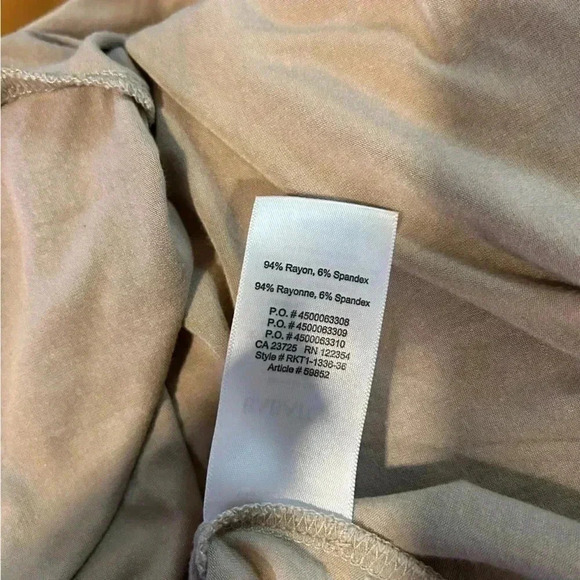 94% Rayon, 6% Spandex
94% Rayonne, 6% Spandex
P.O. # 4500063308
P.O. # 4500063309
P.O. # 4500063310
CA 23725 RN 122354
Style # RKT1-1336-36
Article # 59852